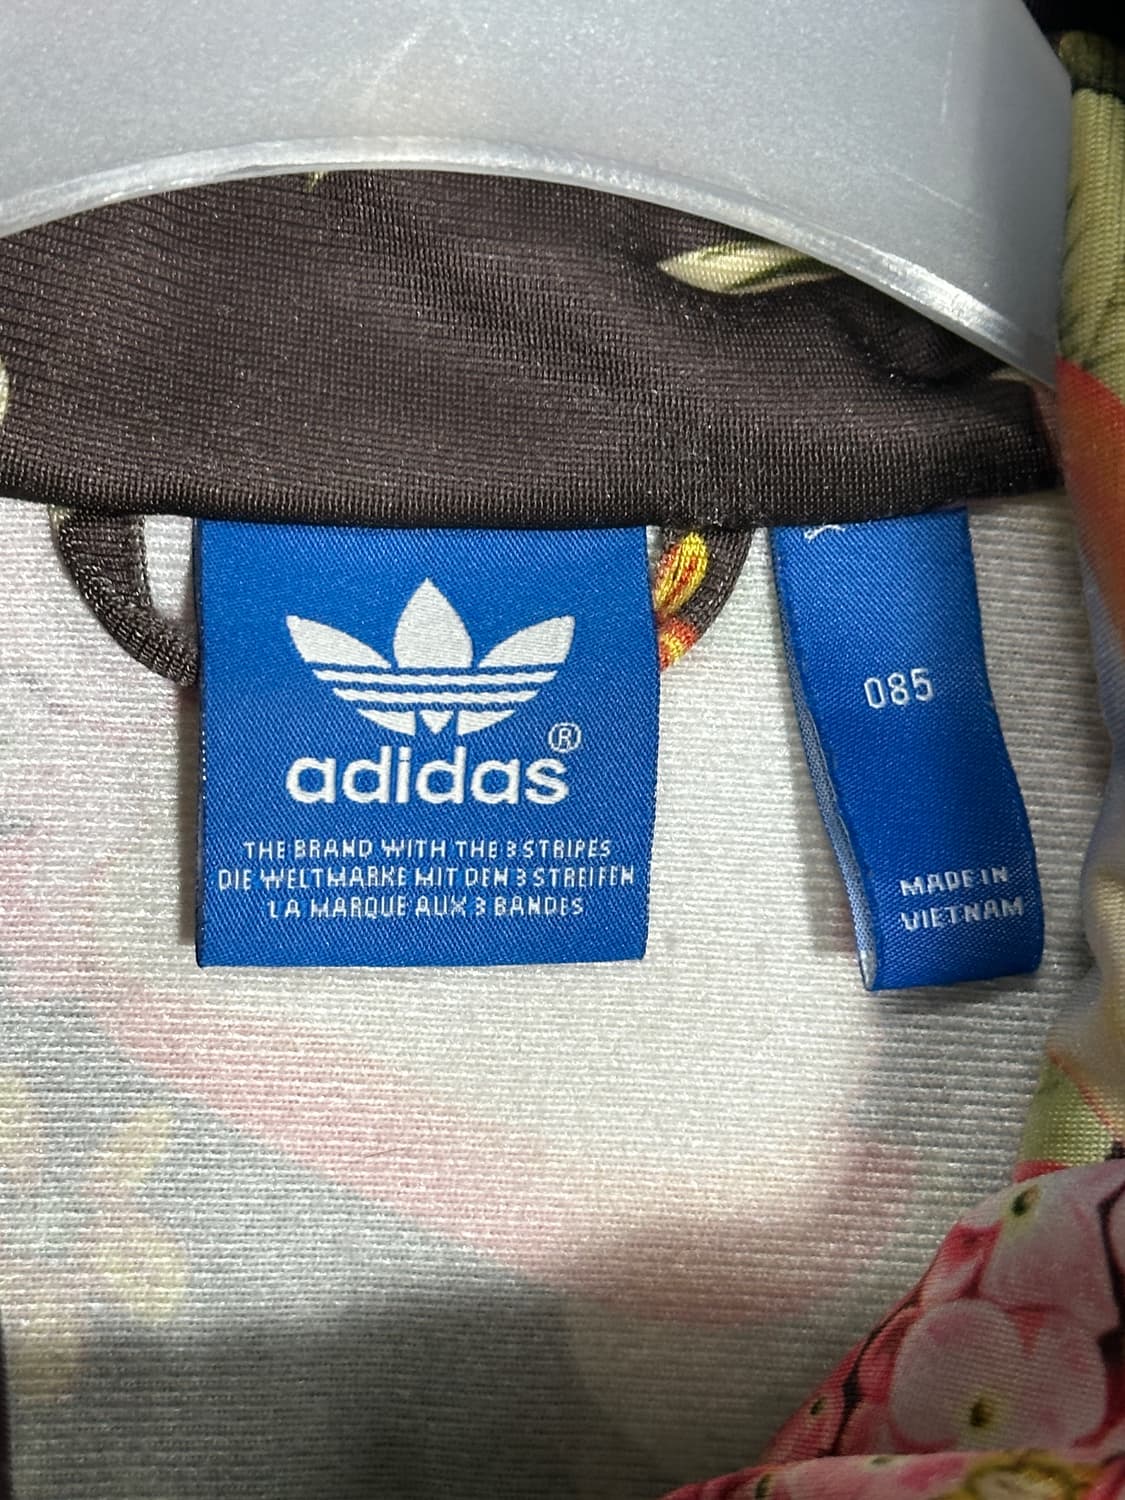 adidas®
THE BRAND WITH THE 3 STRIPES
DIE WELTMARKE MIT DEN 3 STREIFEN
LA MARQUE AUX 3 BANDES
085
MADE IN
VIETNAM